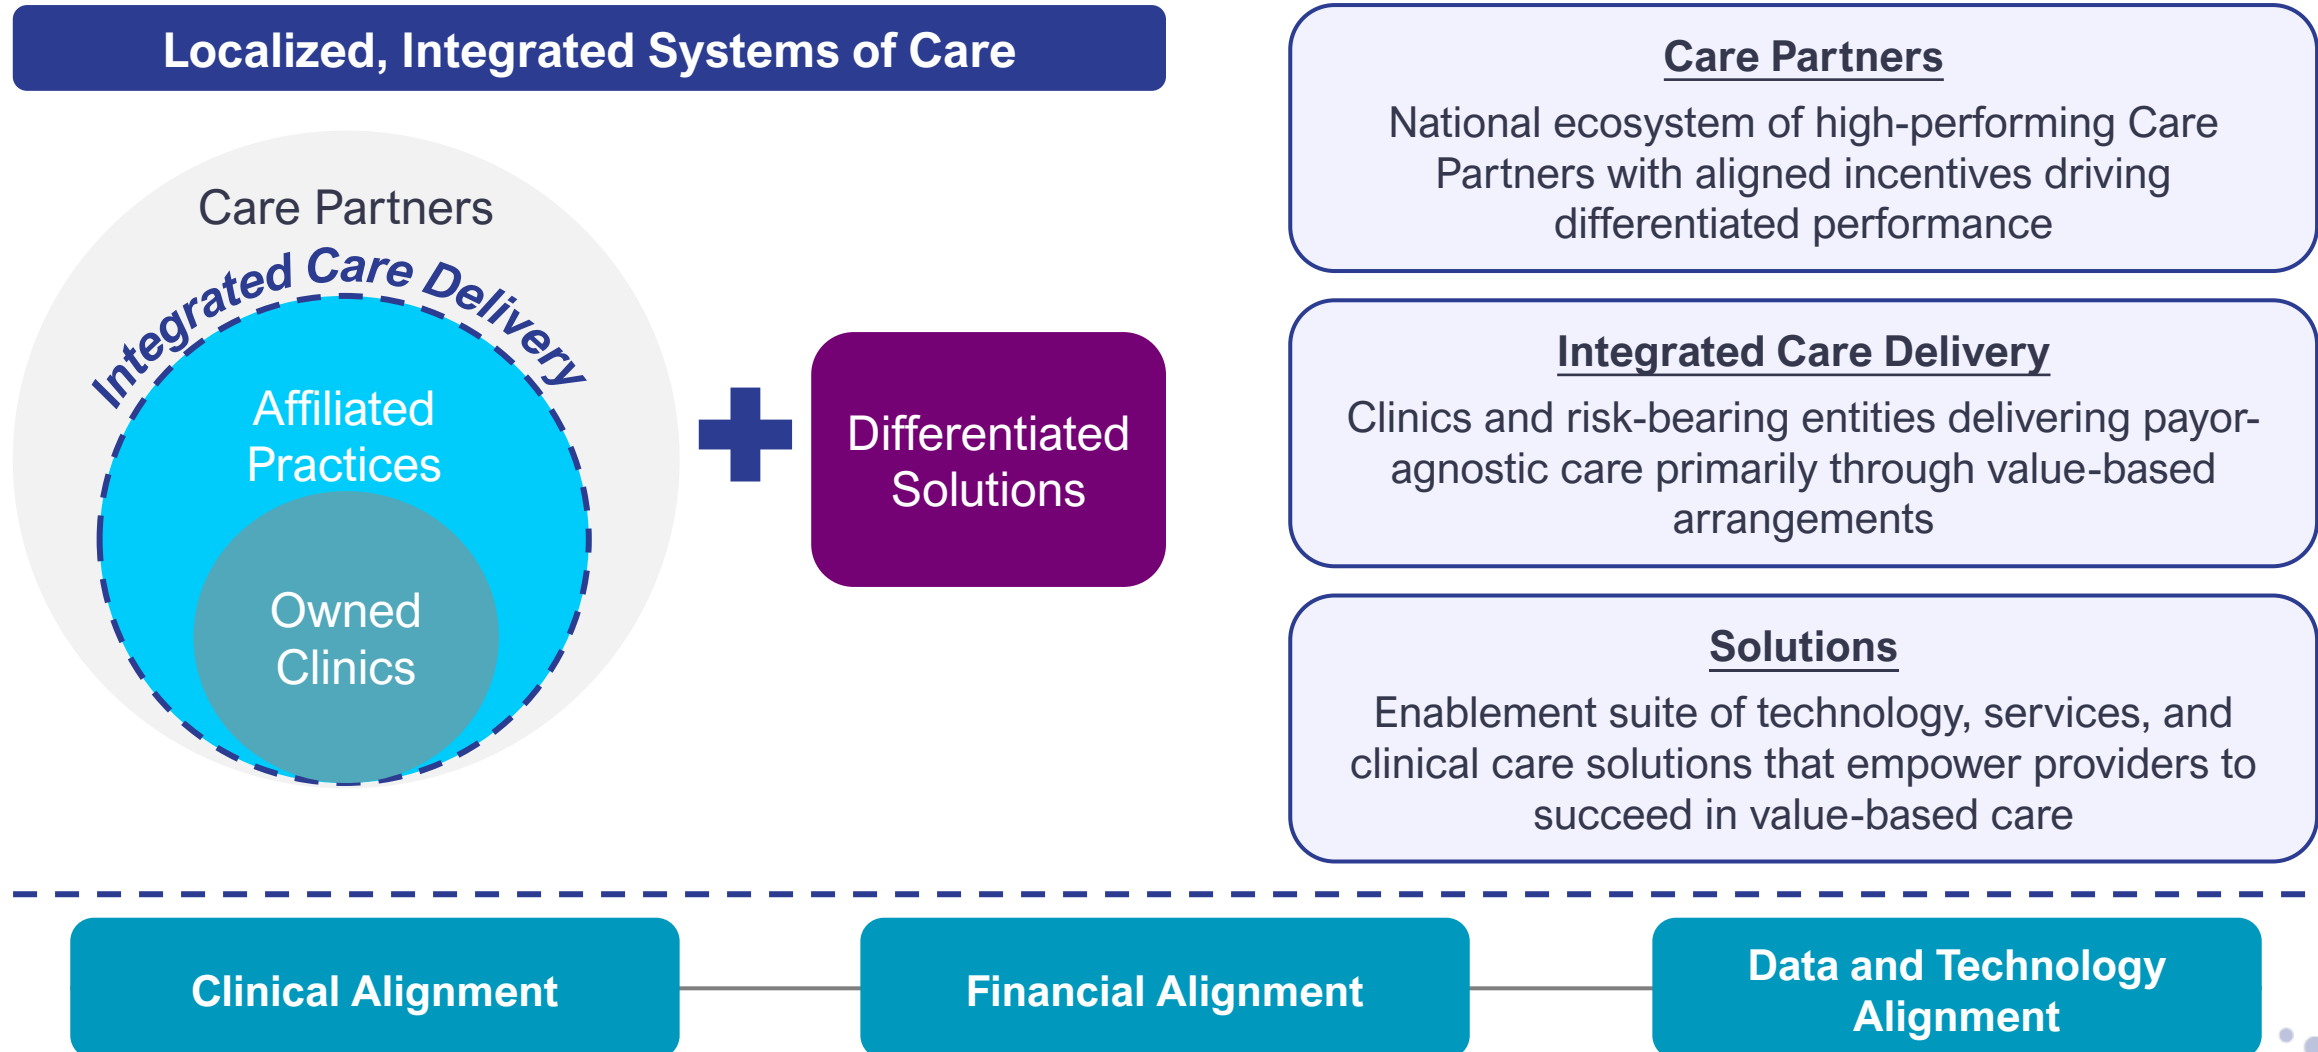 Localized, Integrated Systems of Care
Care Partners
Integrated Care Delivery
Affiliated
Practices
Owned
Clinics
Differentiated
Solutions
Care Partners
National ecosystem of high-performing Care
Partners with aligned incentives driving
differentiated performance
Integrated Care Delivery
Clinics and risk-bearing entities delivering payor-
agnostic care primarily through value-based
arrangements
Solutions
Enablement suite of technology, services, and
clinical care solutions that empower providers to
succeed in value-based care
Clinical Alignment
Financial Alignment
Data and Technology
Alignment